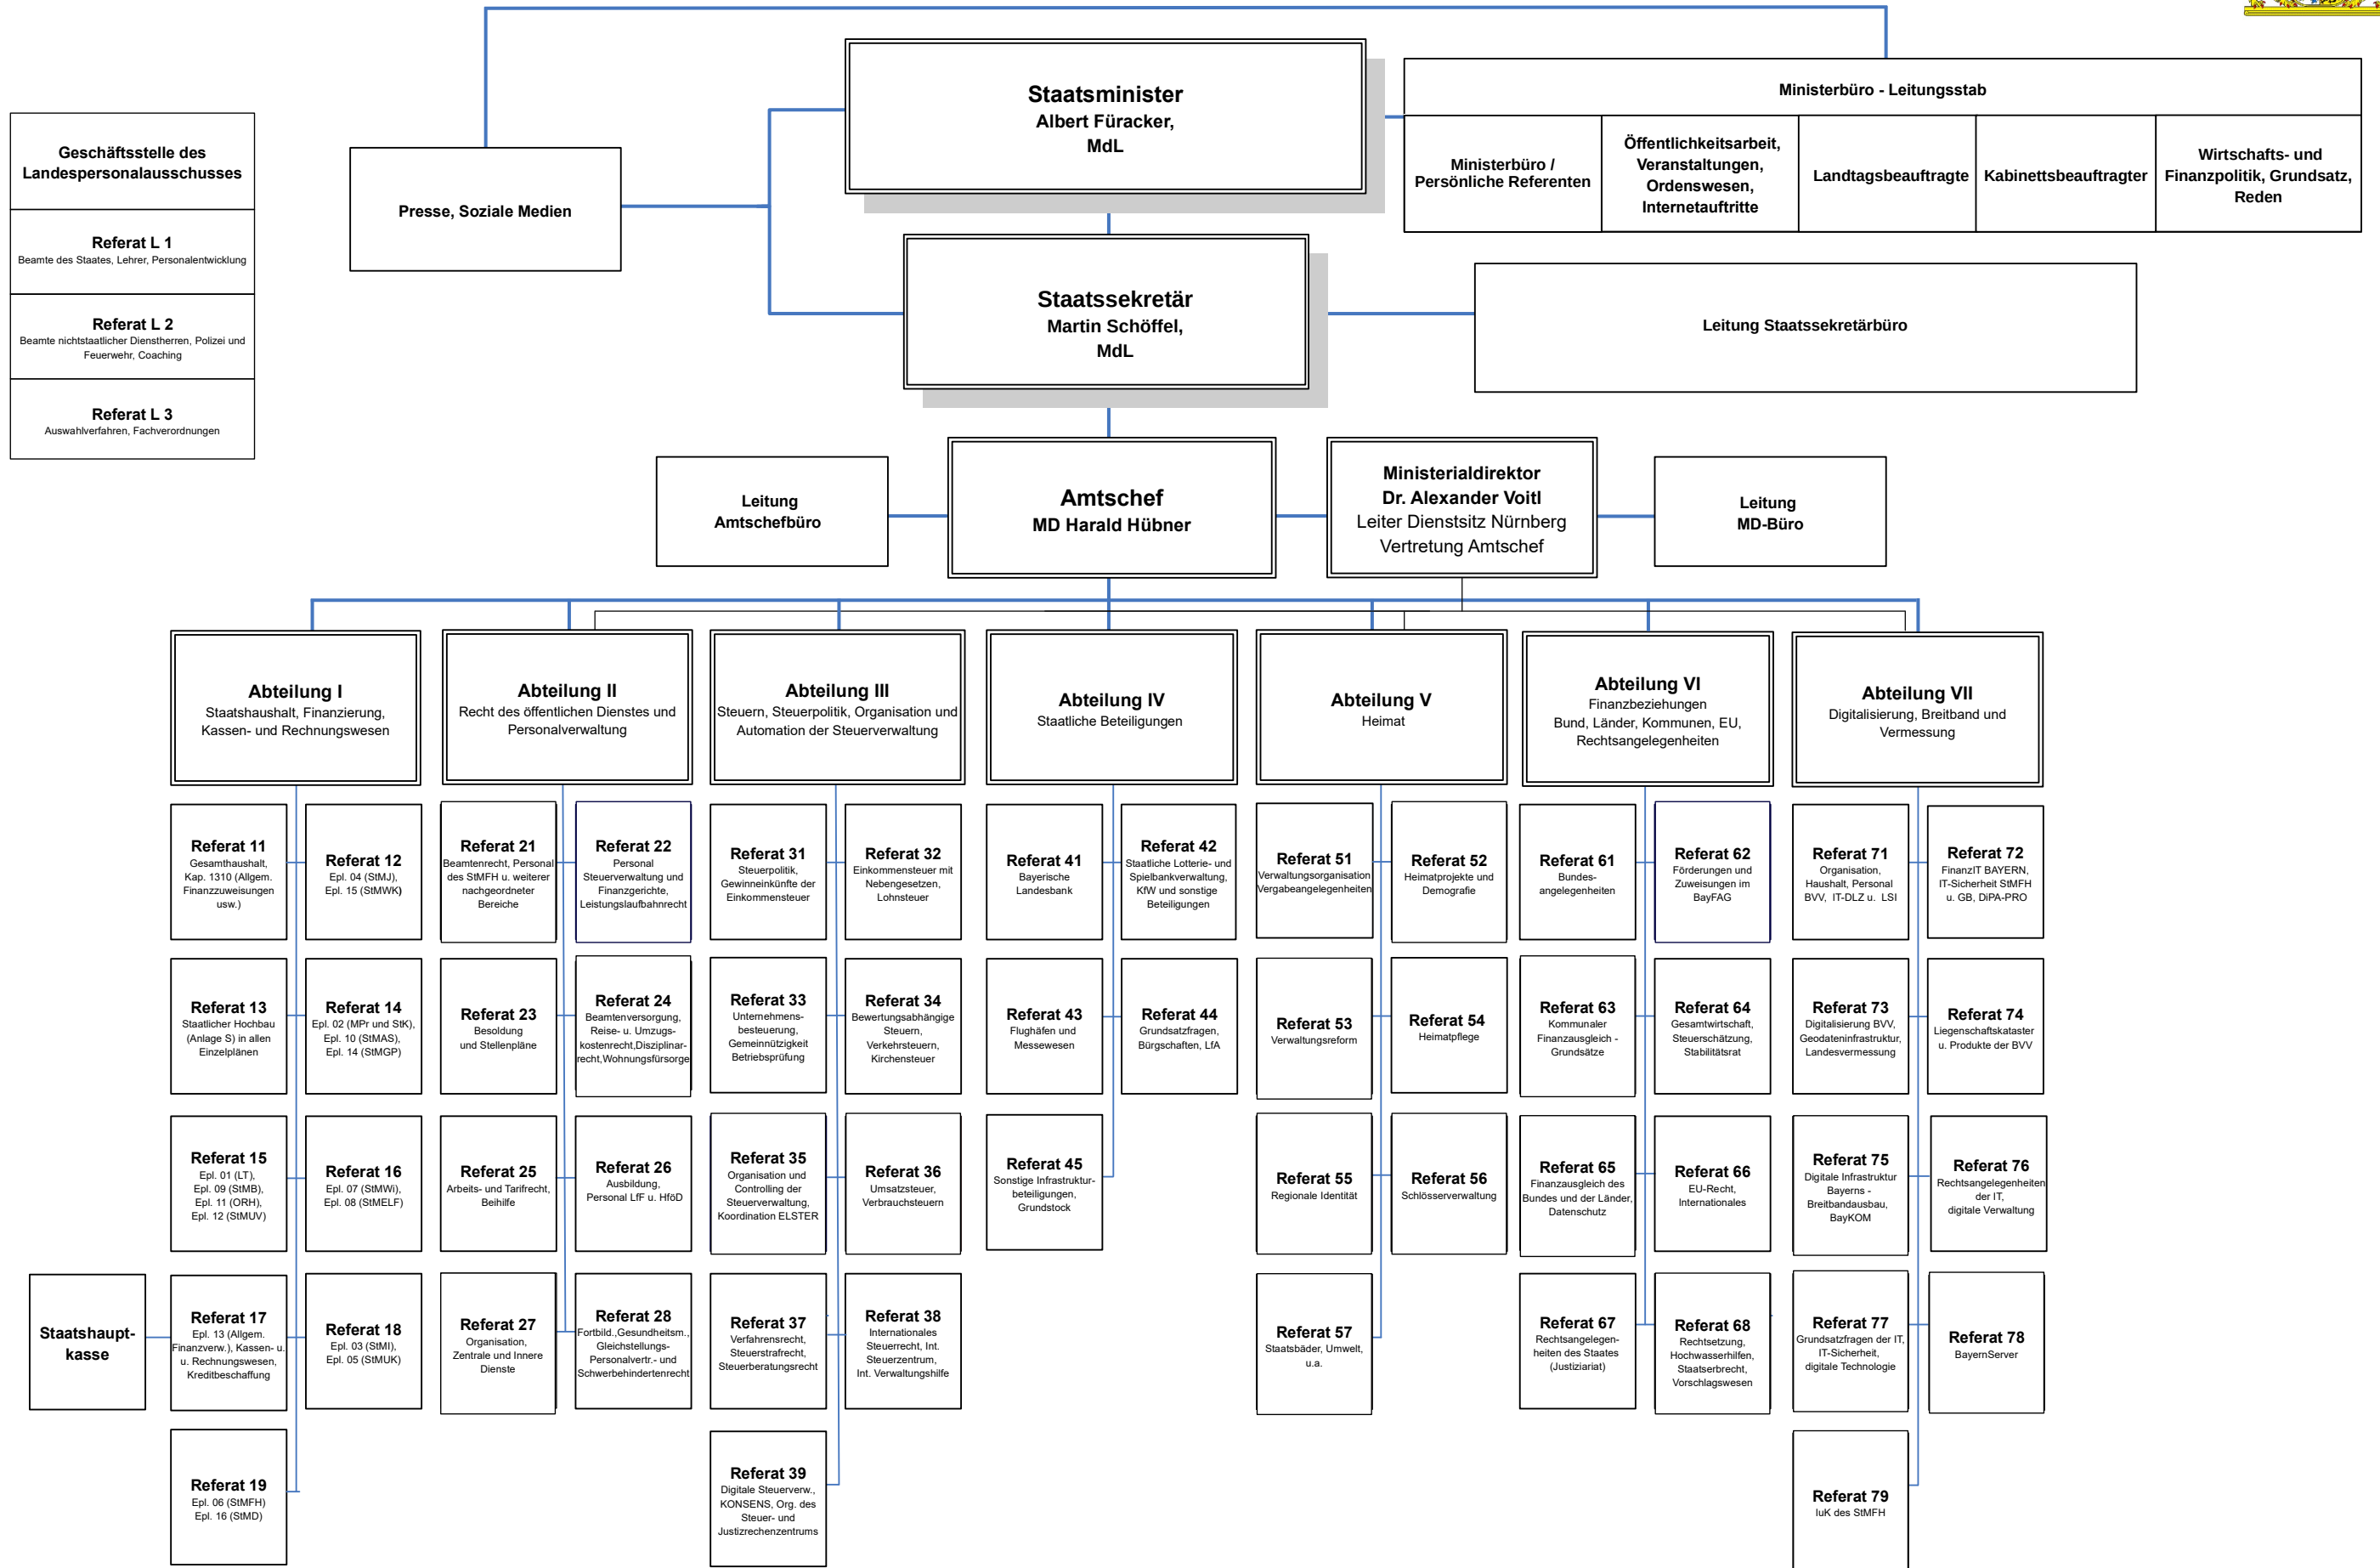 Staatsminister
Albert Füracker,
MdL
Ministerbüro - Leitungsstab
Ministerbüro /
Persönliche Referenten
Öffentlichkeitsarbeit,
Veranstaltungen,
Ordenswesen,
Internetauftritte
Landtagsbeauftragte
Kabinettsbeauftragter
Wirtschafts- und
Finanzpolitik, Grundsatz,
Reden
Geschäftsstelle des
Landespersonalausschusses
Referat L 1
Beamte des Staates, Lehrer, Personalentwicklung
Referat L 2
Beamte nichtstaatlicher Dienstherren, Polizei und
Feuerwehr, Coaching
Referat L 3
Auswahlverfahren, Fachverordnungen
Presse, Soziale Medien
Staatssekretär
Martin Schöffel,
MdL
Leitung Staatssekretärbüro
Leitung
Amtschefbüro
Amtschef
MD Harald Hübner
Ministerialdirektor
Dr. Alexander Voitl
Leiter Dienstsitz Nürnberg
Vertretung Amtschef
Leitung
MD-Büro
Abteilung I
Staatshaushalt, Finanzierung,
Kassen- und Rechnungswesen
Abteilung II
Recht des öffentlichen Dienstes und
Personalverwaltung
Abteilung III
Steuern, Steuerpolitik, Organisation und
Automation der Steuerverwaltung
Abteilung IV
Staatliche Beteiligungen
Abteilung V
Heimat
Abteilung VI
Finanzbeziehungen
Bund, Länder, Kommunen, EU,
Rechtsangelegenheiten
Abteilung VII
Digitalisierung, Breitband und
Vermessung
Referat 11
Gesamthaushalt,
Kap. 1310 (Allgem.
Finanzzuweisungen
usw.)
Referat 12
Epl. 04 (StMJ),
Epl. 15 (StMWK)
Referat 21
Beamtenrecht, Personal
des StMFH u. weiterer
nachgeordneter
Bereiche
Referat 22
Personal
Steuerverwaltung und
Finanzgerichte,
Leistungslaufbahnrecht
Referat 31
Steuerpolitik,
Gewinneinkünfte der
Einkommensteuer
Referat 32
Einkommensteuer mit
Nebengesetzen,
Lohnsteuer
Referat 41
Bayerische
Landesbank
Referat 42
Staatliche Lotterie- und
Spielbankverwaltung,
KfW und sonstige
Beteiligungen
Referat 51
Verwaltungsorganisation
Vergabeangelegenheiten
Referat 52
Heimatprojekte und
Demografie
Referat 61
Bundes-
angelegenheiten
Referat 62
Förderungen und
Zuweisungen im
BayFAG
Referat 71
Organisation,
Haushalt, Personal
BVV, IT-DLZ u. LSI
Referat 72
FinanzIT BAYERN,
IT-Sicherheit StMFH
u. GB, DiPA-PRO
Referat 13
Staatlicher Hochbau
(Anlage S) in allen
Einzelplänen
Referat 14
Epl. 02 (MPr und StK),
Epl. 10 (StMAS),
Epl. 14 (StMGP)
Referat 23
Besoldung
und Stellenpläne
Referat 24
Beamtenversorgung,
Reise- u. Umzugs-
kostenrecht,Disziplinar-
recht,Wohnungsfürsorge
Referat 33
Unternehmens-
besteuerung,
Gemeinnützigkeit
Betriebsprüfung
Referat 34
Bewertungsabhängige
Steuern,
Verkehrsteuern,
Kirchensteuer
Referat 43
Flughäfen und
Messewesen
Referat 44
Grundsatzfragen,
Bürgschaften, LfA
Referat 53
Verwaltungsreform
Referat 54
Heimatpflege
Referat 63
Kommunaler
Finanzausgleich -
Grundsätze
Referat 64
Gesamtwirtschaft,
Steuerschätzung,
Stabilitätsrat
Referat 73
Digitalisierung BVV,
Geodateninfrastruktur,
Landesvermessung
Referat 74
Liegenschaftskataster
u. Produkte der BVV
Referat 15
Epl. 01 (LT),
Epl. 09 (StMB),
Epl. 11 (ORH),
Epl. 12 (StMUV)
Referat 16
Epl. 07 (StMWi)
Epl. 08 (StMELF)
Referat 25
Arbeits- und Tarifrecht,
Beihilfe
Referat 26
Ausbildung,
Personal LfF u. HföD
Referat 35
Organisation und
Controlling der
Steuerverwaltung,
Koordination ELSTER
Referat 36
Umsatzsteuer,
Verbrauchsteuern
Referat 45
Sonstige Infrastruktur-
beteiligungen,
Grundstock
Referat 55
Regionale Identität
Referat 56
Schlösserverwaltung
Referat 65
Finanzausgleich des
Bundes und der Länder,
Datenschutz
Referat 66
EU-Recht,
Internationales
Referat 75
Digitale Infrastruktur
Bayerns -
Breitbandausbau,
BayKOM
Referat 76
Rechtsangelegenheiten
der IT,
digitale Verwaltung
Staatshaupt-
kasse
Referat 17
Epl. 13 (Allgem.
Finanzverw.), Kassen- u.
u. Rechnungswesen,
Kreditbeschaffung
Referat 18
Epl. 03 (StMI),
Epl. 05 (StMUK)
Referat 27
Organisation,
Zentrale und Innere
Dienste
Referat 28
Fortbild.,Gesundheitsm.,
Gleichstellungs-
Personalvertr.- und
Schwerbehindertenrecht
Referat 37
Verfahrensrecht,
Steuerstrafrecht,
Steuerberatungsrecht
Referat 38
Internationales
Steuerrecht, Int.
Steuerzentrum,
Int. Verwaltungshilfe
Referat 57
Staatsbäder, Umwelt,
u.a.
Referat 67
Rechtsangelegen-
heiten des Staates
(Justiziariat)
Referat 68
Rechtsetzung,
Hochwasserhilfen,
Staatserbrecht,
Vorschlagswesen
Referat 77
Grundsatzfragen der IT,
IT-Sicherheit,
digitale Technologie
Referat 78
BayernServer
Referat 19
Epl. 06 (StMFH)
Epl. 16 (StMD)
Referat 39
Digitale Steuerverw.,
KONSENS, Org. des
Steuer- und
Justizrechenzentrums
Referat 79
IuK des StMFH